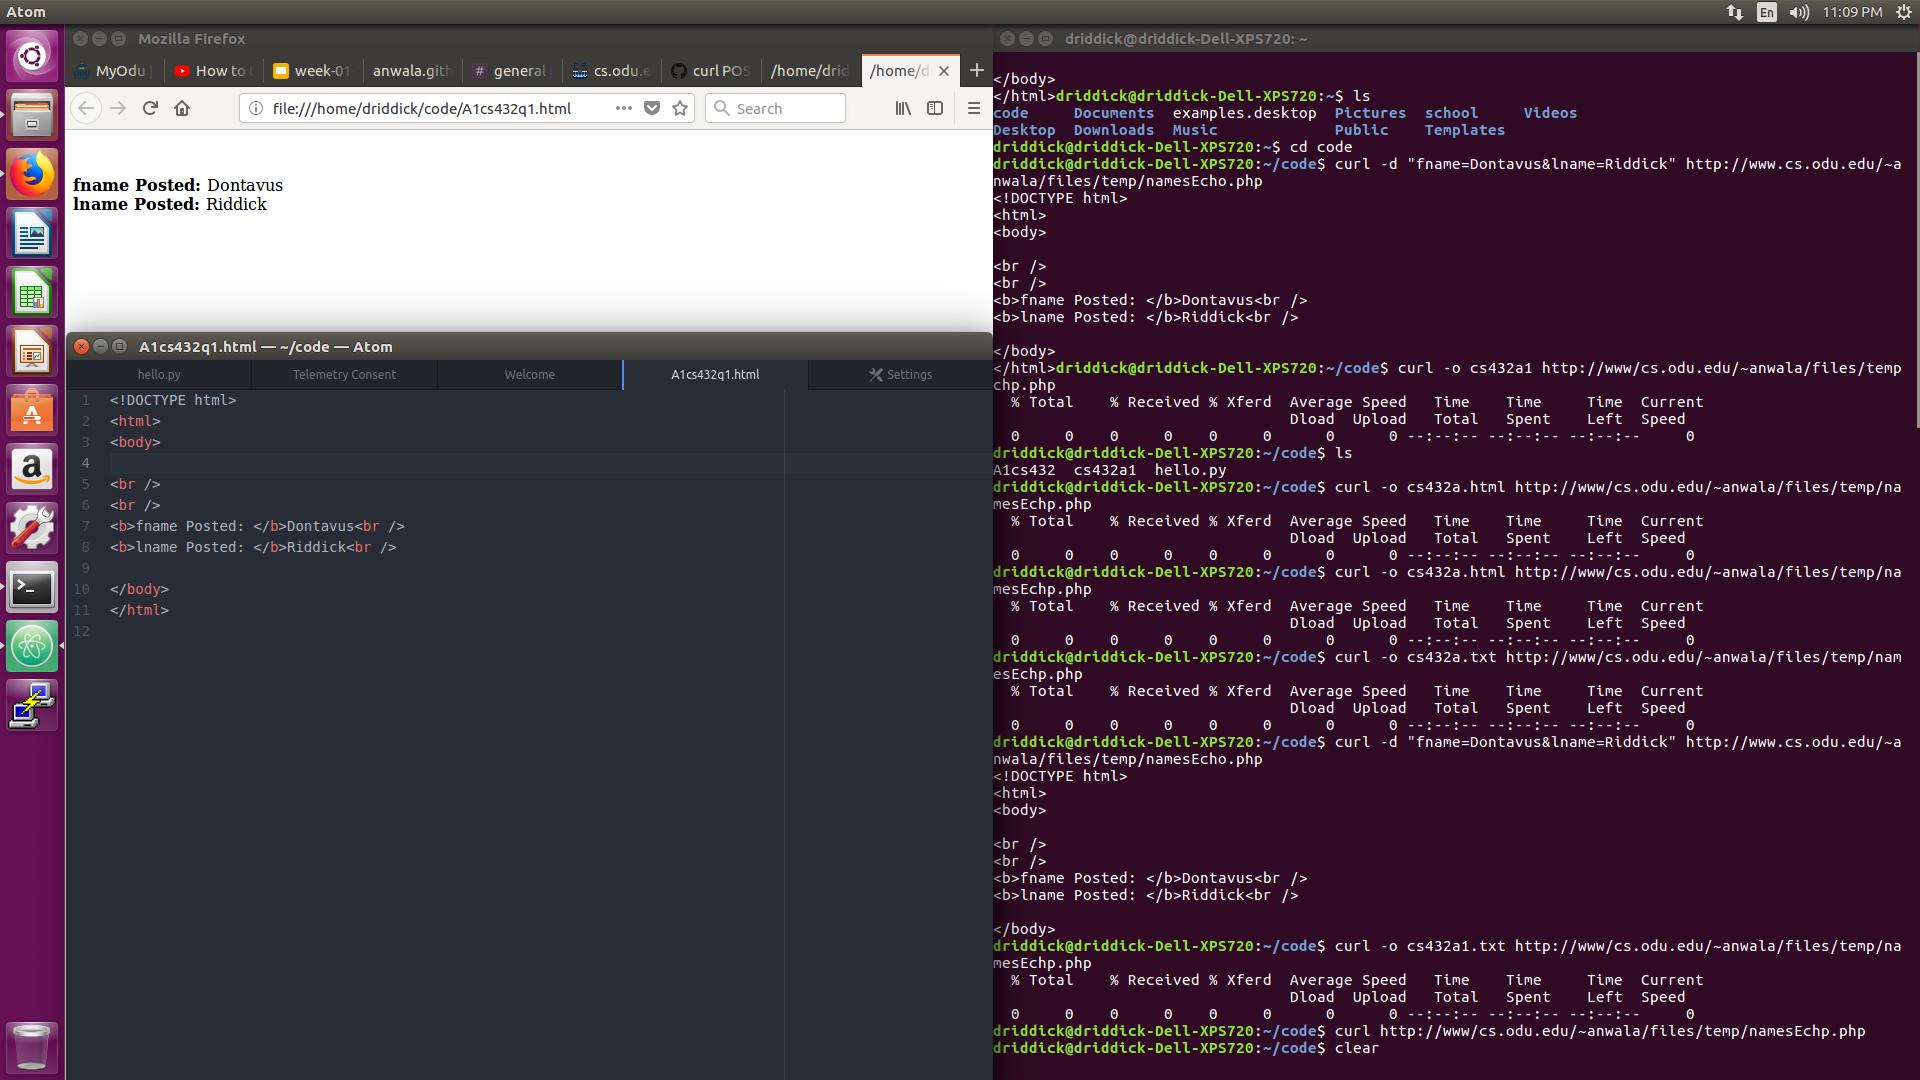 Atom
En
11:09 PM
Mozilla Firefox
MyOdu
How to
week-01
anwala.gith
# general
cs.odu.e
curl POS
/home/drid
/home/d
file:///home/driddick/code/A1cs432q1.html
Search
fname Posted: Dontavus
lname Posted: Riddick
A1cs432q1.html — ~/code — Atom
hello.py
Telemetry Consent
Welcome
A1cs432q1.html
Settings
1 <!DOCTYPE html>
2 <html>
3 <body>
4
5 <br />
6 <br />
7 <b>fname Posted: </b>Dontavus<br />
8 <b>lname Posted: </b>Riddick<br />
9
10 </body>
11 </html>
12
driddick@driddick-Dell-XPS720: ~
</body>
</html>driddick@driddick-Dell-XPS720:~$ ls
code Documents examples.desktop Pictures school Videos
Desktop Downloads Music Public Templates
driddick@driddick-Dell-XPS720:~$ cd code
driddick@driddick-Dell-XPS720:~/code$ curl -d "fname=Dontavus&lname=Riddick" http://www.cs.odu.edu/~a
nwala/files/temp/namesEcho.php
<!DOCTYPE html>
<html>
<body>
<br />
<br />
<b>fname Posted: </b>Dontavus<br />
<b>lname Posted: </b>Riddick<br />
</body>
</html>driddick@driddick-Dell-XPS720:~/code$ curl -o cs432a1 http://www/cs.odu.edu/~anwala/files/temp
chp.php
% Total % Received % Xferd Average Speed Time Time Time Current
Dload Upload Total Spent Left Speed
0 0 0 0 0 0 0 0 --:--:-- --:--:-- --:--:-- 0
driddick@driddick-Dell-XPS720:~/code$ ls
A1cs432 cs432a1 hello.py
driddick@driddick-Dell-XPS720:~/code$ curl -o cs432a.html http://www/cs.odu.edu/~anwala/files/temp/na
mesEchp.php
% Total % Received % Xferd Average Speed Time Time Time Current
Dload Upload Total Spent Left Speed
0 0 0 0 0 0 0 0 --:--:-- --:--:-- --:--:-- 0
driddick@driddick-Dell-XPS720:~/code$ curl -o cs432a.html http://www/cs.odu.edu/~anwala/files/temp/na
mesEchp.php
% Total % Received % Xferd Average Speed Time Time Time Current
Dload Upload Total Spent Left Speed
0 0 0 0 0 0 0 0 --:--:-- --:--:-- --:--:-- 0
driddick@driddick-Dell-XPS720:~/code$ curl -o cs432a.txt http://www/cs.odu.edu/~anwala/files/temp/nam
esEchp.php
% Total % Received % Xferd Average Speed Time Time Time Current
Dload Upload Total Spent Left Speed
0 0 0 0 0 0 0 0 --:--:-- --:--:-- --:--:-- 0
driddick@driddick-Dell-XPS720:~/code$ curl -d "fname=Dontavus&lname=Riddick" http://www.cs.odu.edu/~a
nwala/files/temp/namesEcho.php
<!DOCTYPE html>
<html>
<body>
<br />
<br />
<b>fname Posted: </b>Dontavus<br />
<b>lname Posted: </b>Riddick<br />
</body>
driddick@driddick-Dell-XPS720:~/code$ curl -o cs432a1.txt http://www/cs.odu.edu/~anwala/files/temp/na
mesEchp.php
% Total % Received % Xferd Average Speed Time Time Time Current
Dload Upload Total Spent Left Speed
0 0 0 0 0 0 0 0 --:--:-- --:--:-- --:--:-- 0
driddick@driddick-Dell-XPS720:~/code$ curl http://www/cs.odu.edu/~anwala/files/temp/namesEchp.php
driddick@driddick-Dell-XPS720:~/code$ clear